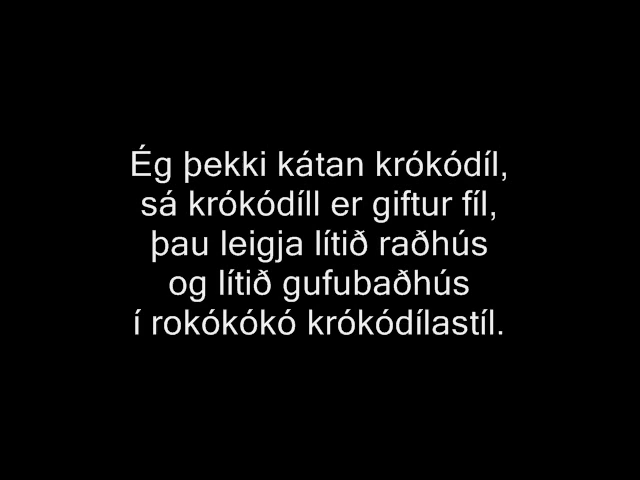 Ég þekki kátan krókódíl,
sá krókódíll er giftur fíl,
þau leigja lítið raðhús
og lítið gufubaðhús
í rokókókó krókódílastíl.